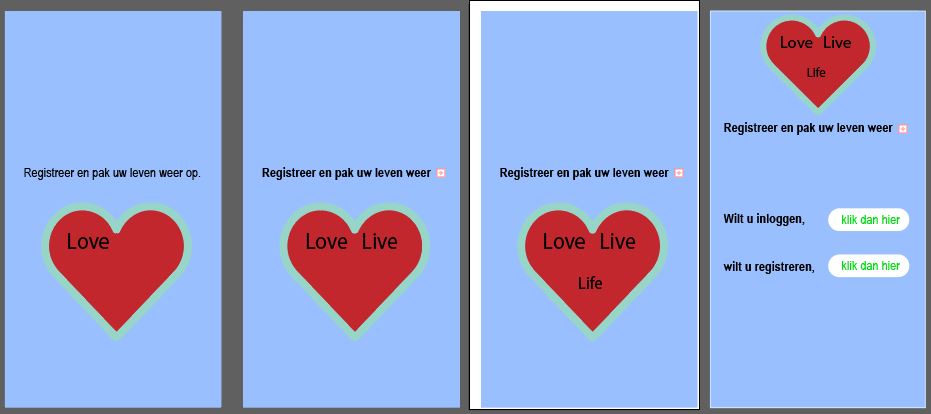 Registreer en pak uw leven weer op.
Love
Registreer en pak uw leven weer
Love Live
Registreer en pak uw leven weer
Love Live
Life
Love Live
Life
Registreer en pak uw leven weer
Wilt u inloggen, klik dan hier
wilt u registreren, klik dan hier